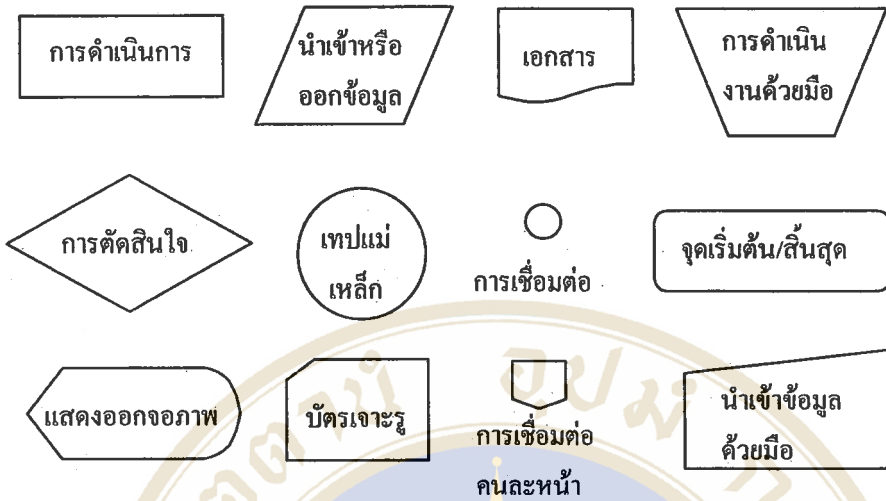 การดำเนินการ
นำเข้าหรือ
ออกข้อมูล
เอกสาร
การดำเนิน
งานด้วยมือ
การตัดสินใจ
เทปแม่
เหล็ก
การเชื่อมต่อ
จุดเริ่มต้น/สิ้นสุด
แสดงออกจอภาพ
บัตรเจาะรู
การเชื่อมต่อ
คนละหน้า
นำเข้าข้อมูล
ด้วยมือ